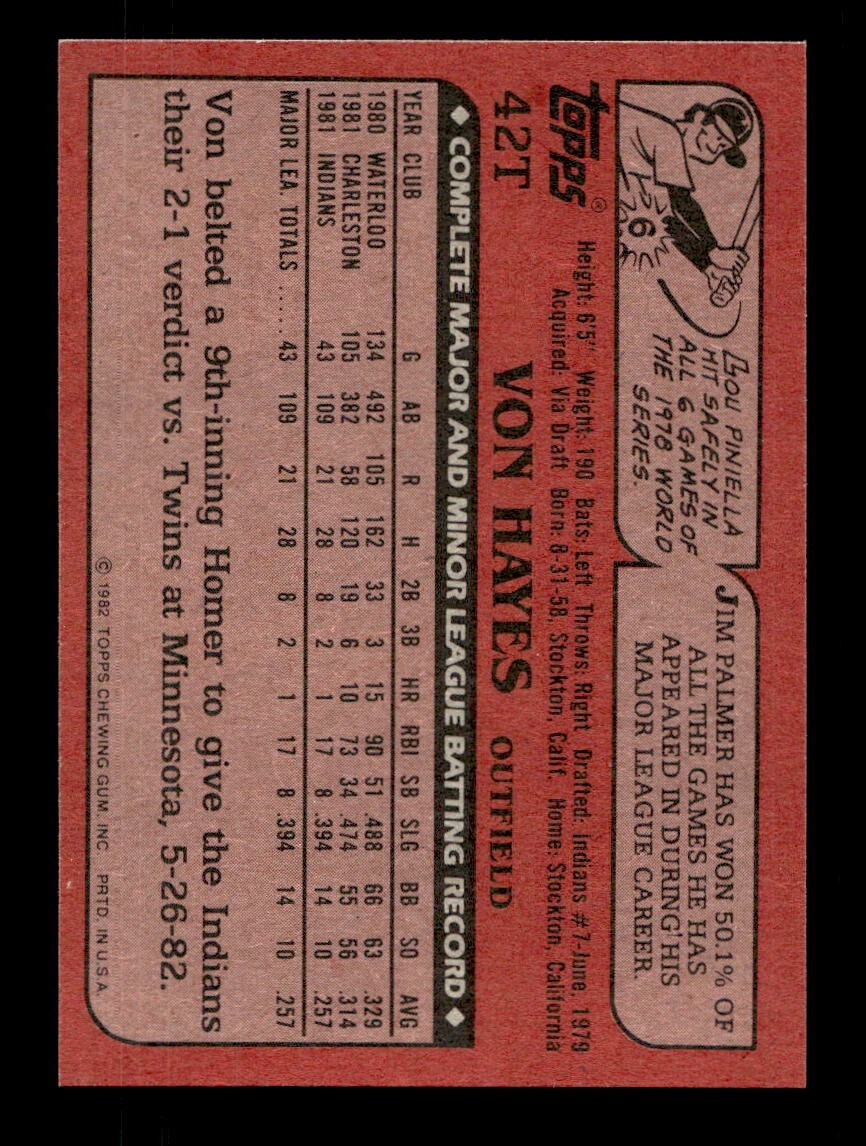 LOU PINIELLA
HIT SAFELY IN
ALL 6 GAMES OF
THE 1978 WORLD
SERIES.
6
JIM PALMER HAS WON 50.1% OF
ALL THE GAMES HE HAS
APPEARED IN DURING HIS
MAJOR LEAGUE CAREER.
topps®
42T VON HAYES OUTFIELD
Height: 6'5" Weight: 190 Bats: Left Throws: Right Drafted: Indians #7-June, 1979
Acquired: Via Draft Born: 8-31-58, Stockton, Calif. Home: Stockton, California
◆ COMPLETE MAJOR AND MINOR LEAGUE BATTING RECORD ◆
YEAR CLUB G AB R H 2B 3B HR RBI SB SLG BB SO AVG
1980 WATERLOO 134 492 105 162 33 3 15 90 51 .488 66 63 .329
1981 CHARLESTON 105 382 58 120 19 6 10 73 34 .474 55 56 .314
1981 INDIANS 43 109 21 28 8 2 1 17 8 .394 14 10 .257
MAJOR LEA. TOTALS ...... 43 109 21 28 8 2 1 17 8 .394 14 10 .257
Von belted a 9th-inning Homer to give the Indians
their 2-1 verdict vs. Twins at Minnesota, 5-26-82.
© 1982 TOPPS CHEWING GUM, INC. PRTD. IN U.S.A.